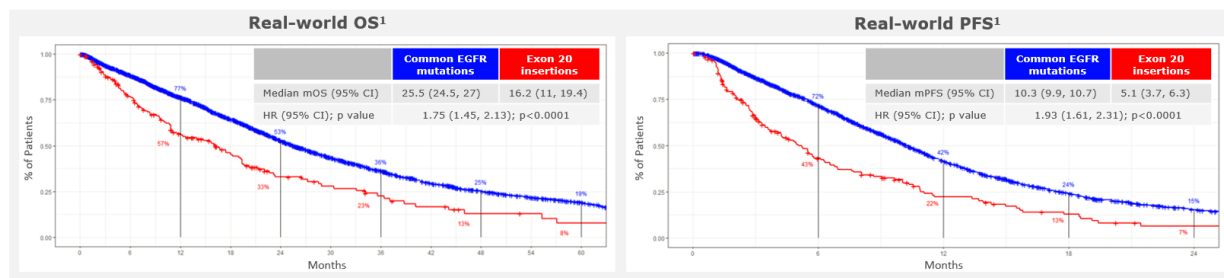 Real-world OS¹
Common EGFR mutations
Exon 20 insertions
Median mOS (95% CI) 25.5 (24.5, 27) 16.2 (11, 19.4)
HR (95% CI); p value 1.75 (1.45, 2.13); p<0.0001
% of Patients
1.00
0.75
0.50
0.25
0.00
77%
53%
36%
25%
19%
57%
33%
23%
13%
8%
0 6 12 18 24 30 36 42 48 54 60
Months
Real-world PFS¹
Common EGFR mutations
Exon 20 insertions
Median mPFS (95% CI) 10.3 (9.9, 10.7) 5.1 (3.7, 6.3)
HR (95% CI); p value 1.93 (1.61, 2.31); p<0.0001
% of Patients
1.00
0.75
0.50
0.25
0.00
72%
42%
24%
15%
43%
22%
13%
7%
0 6 12 18 24
Months